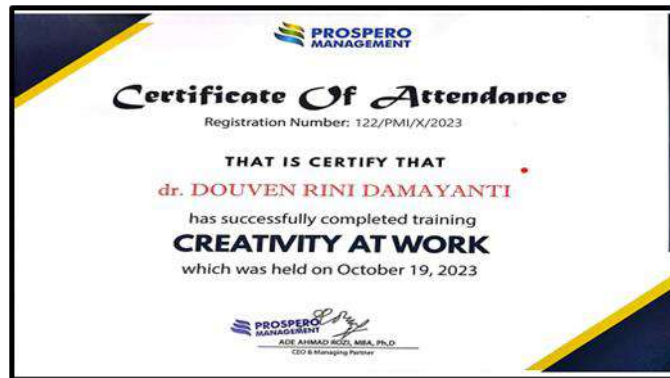 PROSPERO
MANAGEMENT
Certificate Of Attendance
Registration Number: 122/PMI/X/2023
THAT IS CERTIFY THAT
dr. DOUVEN RINI DAMAYANTI
has successfully completed training
CREATIVITY AT WORK
which was held on October 19, 2023
PROSPERO
MANAGEMENT
ADE AHMAD ROZI, MBA, Ph,D
CEO & Managing Partner